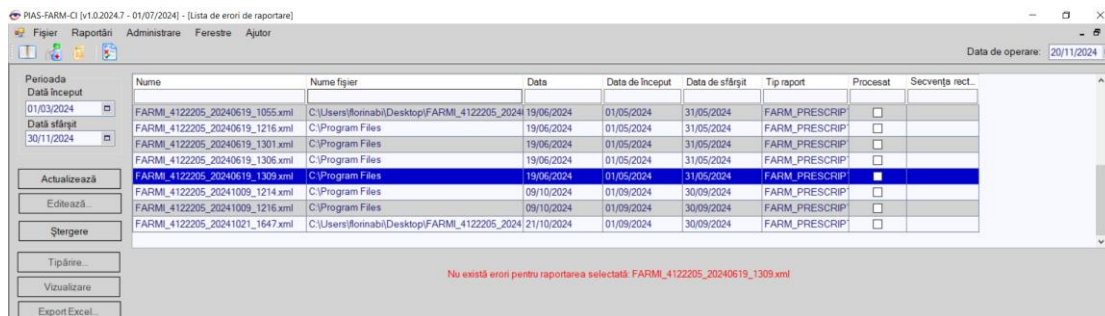 PIAS-FARM-CI [v1.0.2024.7 - 01/07/2024] - [Lista de erori de raportare]
Fișier Raportări Administrare Ferestre Ajutor
Data de operare: 20/11/2024
Perioada
Dată început
01/03/2024
Dată sfârșit
30/11/2024
Actualizează
Editează...
Ștergere
Tipărire...
Vizualizare
Export Excel...
Nume Nume fișier Data Data de început Data de sfârșit Tip raport Procesat Secvența rect...
FARMI_4122205_20240619_1055.xml C:\Users\florinabi\Desktop\FARMI_4122205_2024 19/06/2024 01/05/2024 31/05/2024 FARM_PRESCRIPT
FARMI_4122205_20240619_1216.xml C:\Program Files 19/06/2024 01/05/2024 31/05/2024 FARM_PRESCRIPT
FARMI_4122205_20240619_1301.xml C:\Program Files 19/06/2024 01/05/2024 31/05/2024 FARM_PRESCRIPT
FARMI_4122205_20240619_1306.xml C:\Program Files 19/06/2024 01/05/2024 31/05/2024 FARM_PRESCRIPT
FARMI_4122205_20240619_1309.xml C:\Program Files 19/06/2024 01/05/2024 31/05/2024 FARM_PRESCRIPT
FARMI_4122205_20241009_1214.xml C:\Program Files 09/10/2024 01/09/2024 30/09/2024 FARM_PRESCRIPT
FARMI_4122205_20241009_1216.xml C:\Program Files 09/10/2024 01/09/2024 30/09/2024 FARM_PRESCRIPT
FARMI_4122205_20241021_1647.xml C:\Users\florinabi\Desktop\FARMI_4122205_2024 21/10/2024 01/09/2024 30/09/2024 FARM_PRESCRIPT
Nu există erori pentru raportarea selectată: FARMI_4122205_20240619_1309.xml